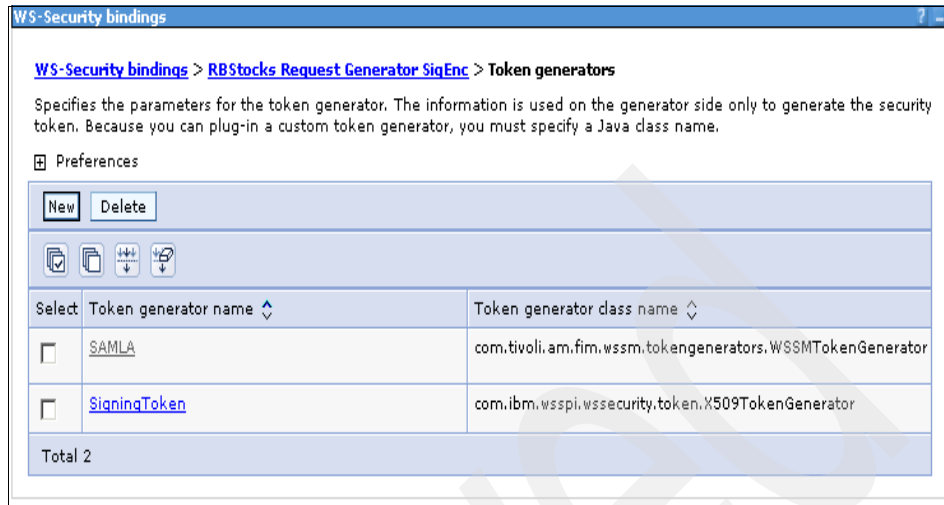 WS-Security bindings ? -
WS-Security bindings > RBStocks Request Generator SigEnc > Token generators
Specifies the parameters for the token generator. The information is used on the generator side only to generate the security
token. Because you can plug-in a custom token generator, you must specify a Java class name.
Preferences
New Delete
Select Token generator name Token generator class name
SAMLA com.tivoli.am.fim.wssm.tokengenerators.WSSMTokenGenerator
SigningToken com.ibm.wsspi.wssecurity.token.X509TokenGenerator
Total 2